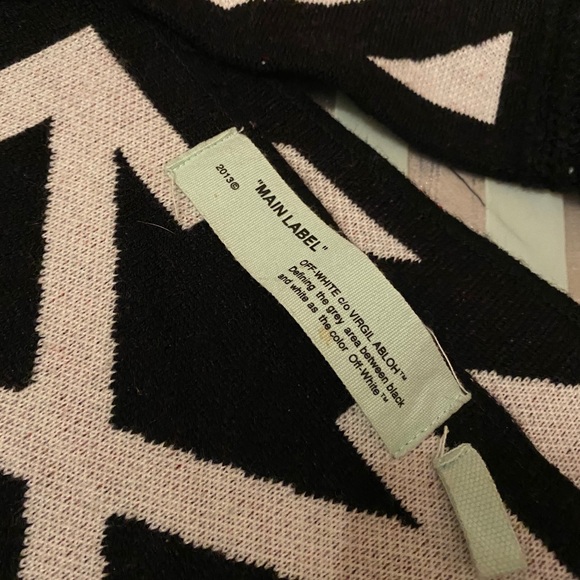 2013©
"MAIN LABEL"
OFF-WHITE c/o VIRGIL ABLOH™
Defining the grey area between black
and white as the color Off-White™